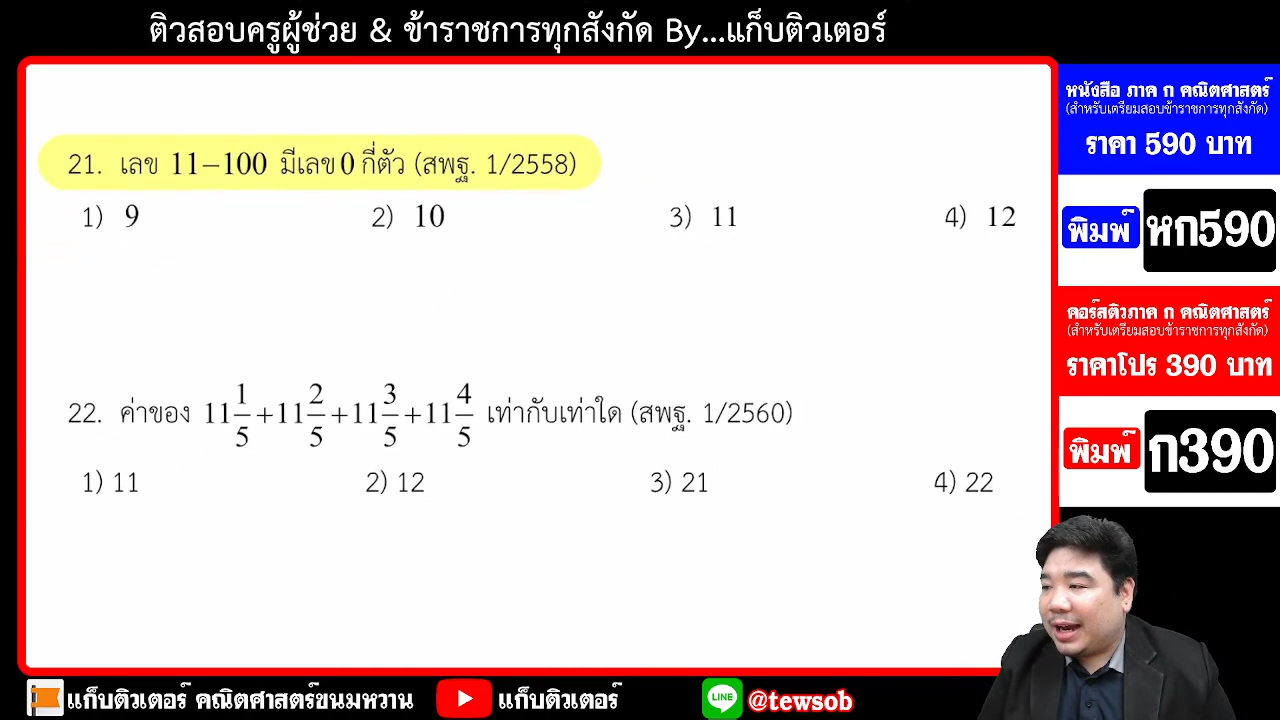 ติวสอบครูผู้ช่วย & ข้าราชการทุกสังกัด By...แก็บติวเตอร์
21. เลข 11–100 มีเลข 0 กี่ตัว (สพฐ. 1/2558)
1) 9 2) 10 3) 11 4) 12
22. ค่าของ 11 1/5 + 11 2/5 + 11 3/5 + 11 4/5 เท่ากับเท่าใด (สพฐ. 1/2560)
1) 11 2) 12 3) 21 4) 22
หนังสือ ภาค ก คณิตศาสตร์
(สำหรับเตรียมสอบข้าราชการทุกสังกัด)
ราคา 590 บาท
พิมพ์ หก590
คอร์สติวภาค ก คณิตศาสตร์
(สำหรับเตรียมสอบข้าราชการทุกสังกัด)
ราคาโปร 390 บาท
พิมพ์ ก390
แก็บติวเตอร์ คณิตศาสตร์ขนมหวาน แก็บติวเตอร์ LINE @tewsob